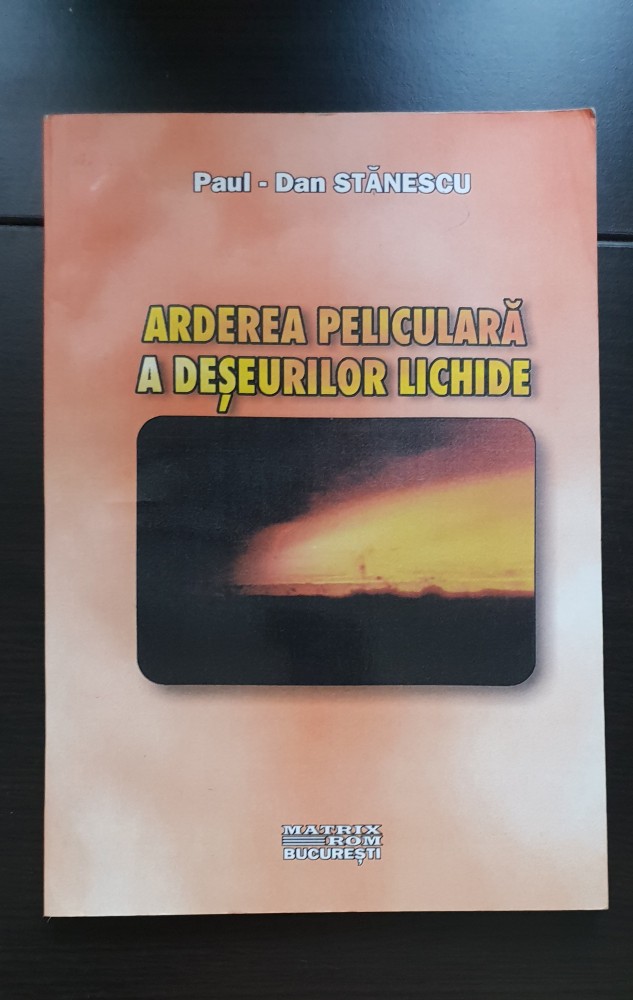 Paul - Dan STĂNESCU
ARDEREA PELICULARĂ
A DEȘEURILOR LICHIDE
MATRIX
ROM
BUCUREȘTI